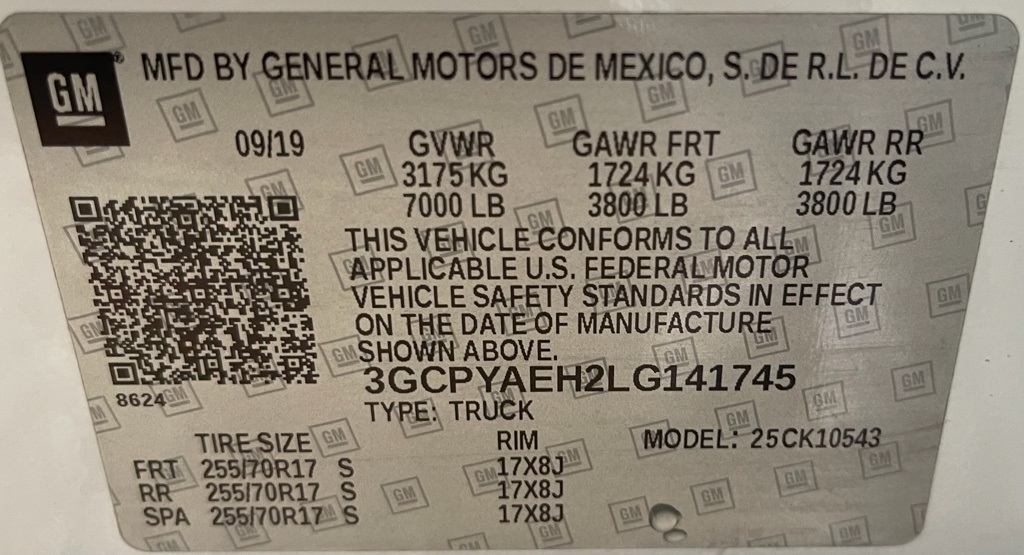 GM® MFD BY GENERAL MOTORS DE MEXICO, S. DE R.L. DE C.V.
09/19 GVWR GAWR FRT GAWR RR
3175 KG 1724 KG 1724 KG
7000 LB 3800 LB 3800 LB
THIS VEHICLE CONFORMS TO ALL
APPLICABLE U.S. FEDERAL MOTOR
VEHICLE SAFETY STANDARDS IN EFFECT
ON THE DATE OF MANUFACTURE
SHOWN ABOVE.
3GCPYAEH2LG141745
8624
TYPE: TRUCK
TIRE SIZE RIM MODEL: 25CK10543
FRT 255/70R17 S 17X8J
RR 255/70R17 S 17X8J
SPA 255/70R17 S 17X8J